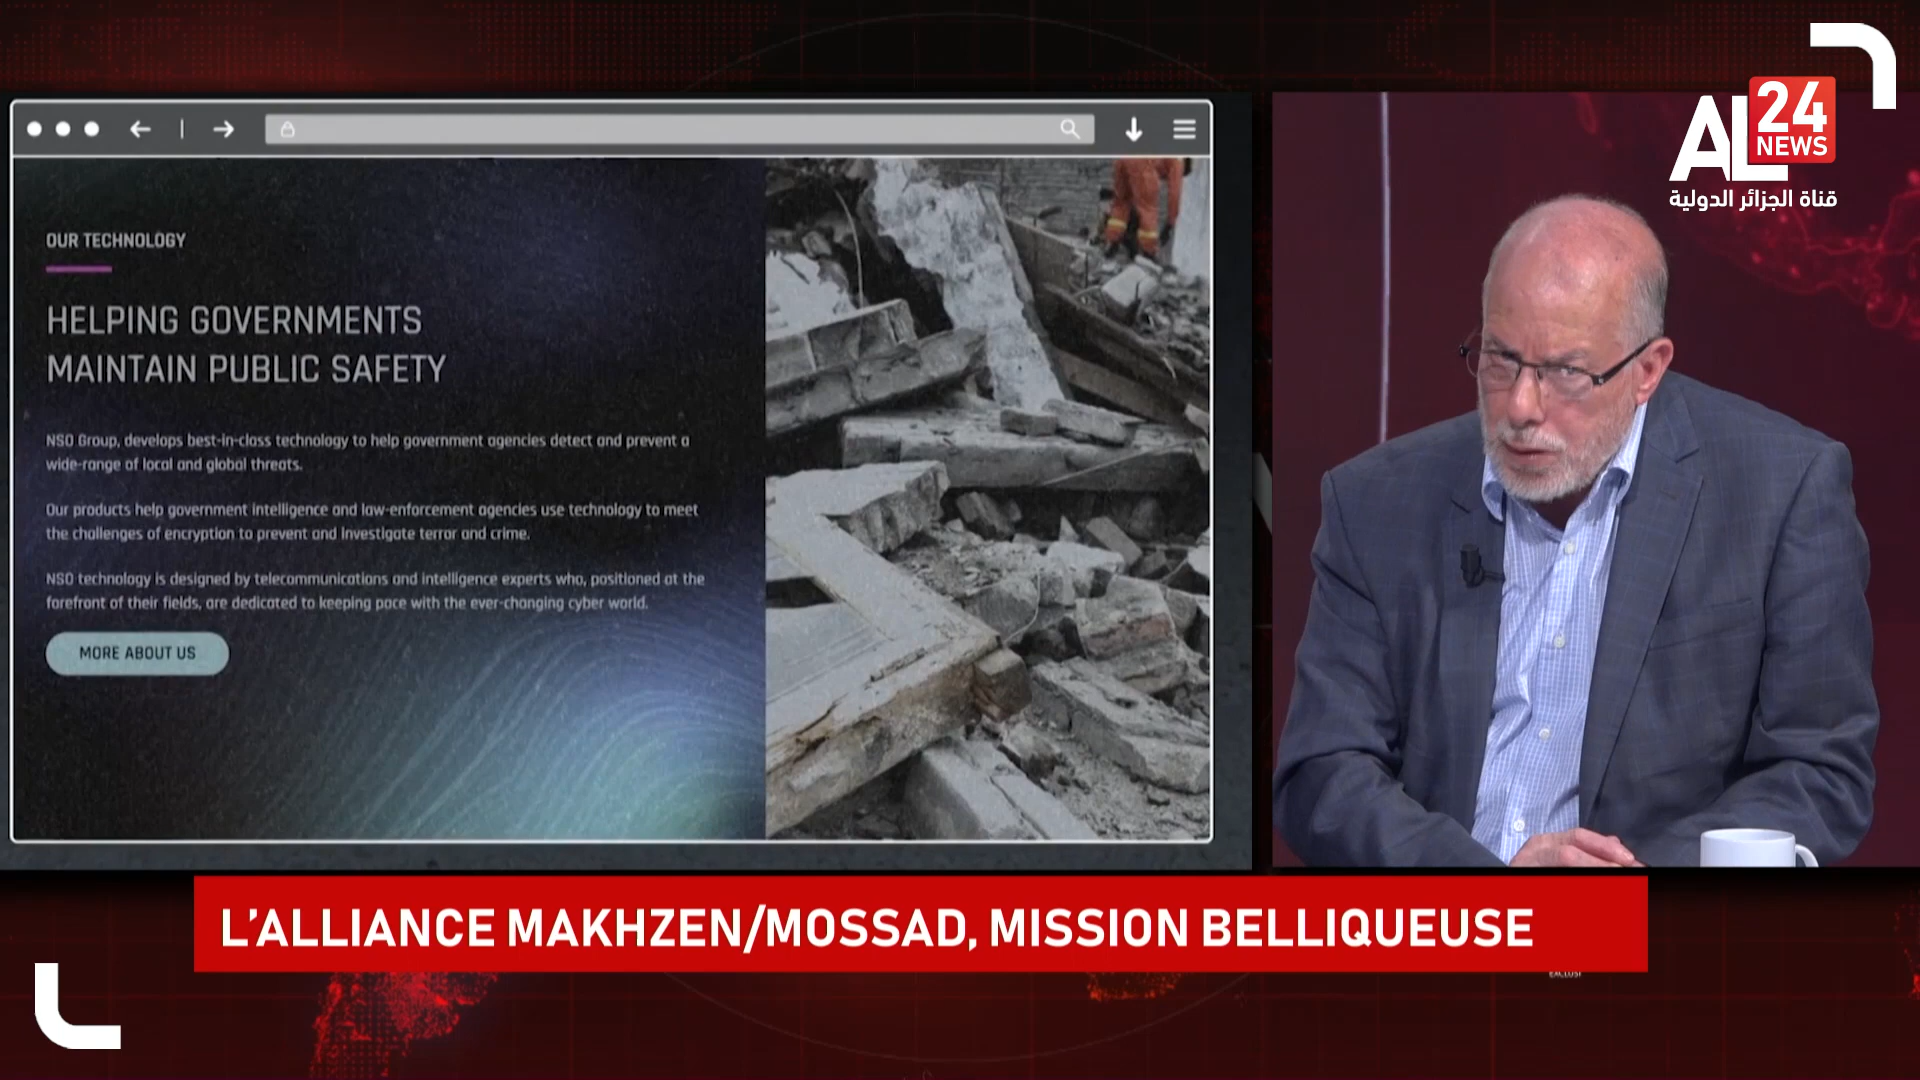 OUR TECHNOLOGY
HELPING GOVERNMENTS
MAINTAIN PUBLIC SAFETY
NSO Group, develops best-in-class technology to help government agencies detect and prevent a
wide-range of local and global threats.
Our products help government intelligence and law-enforcement agencies use technology to meet
the challenges of encryption to prevent and investigate terror and crime.
NSO technology is designed by telecommunications and intelligence experts who, positioned at the
forefront of their fields, are dedicated to keeping pace with the ever-changing cyber world.
MORE ABOUT US
AL24
NEWS
قناة الجزائر الدولية
L'ALLIANCE MAKHZEN/MOSSAD, MISSION BELLIQUEUSE